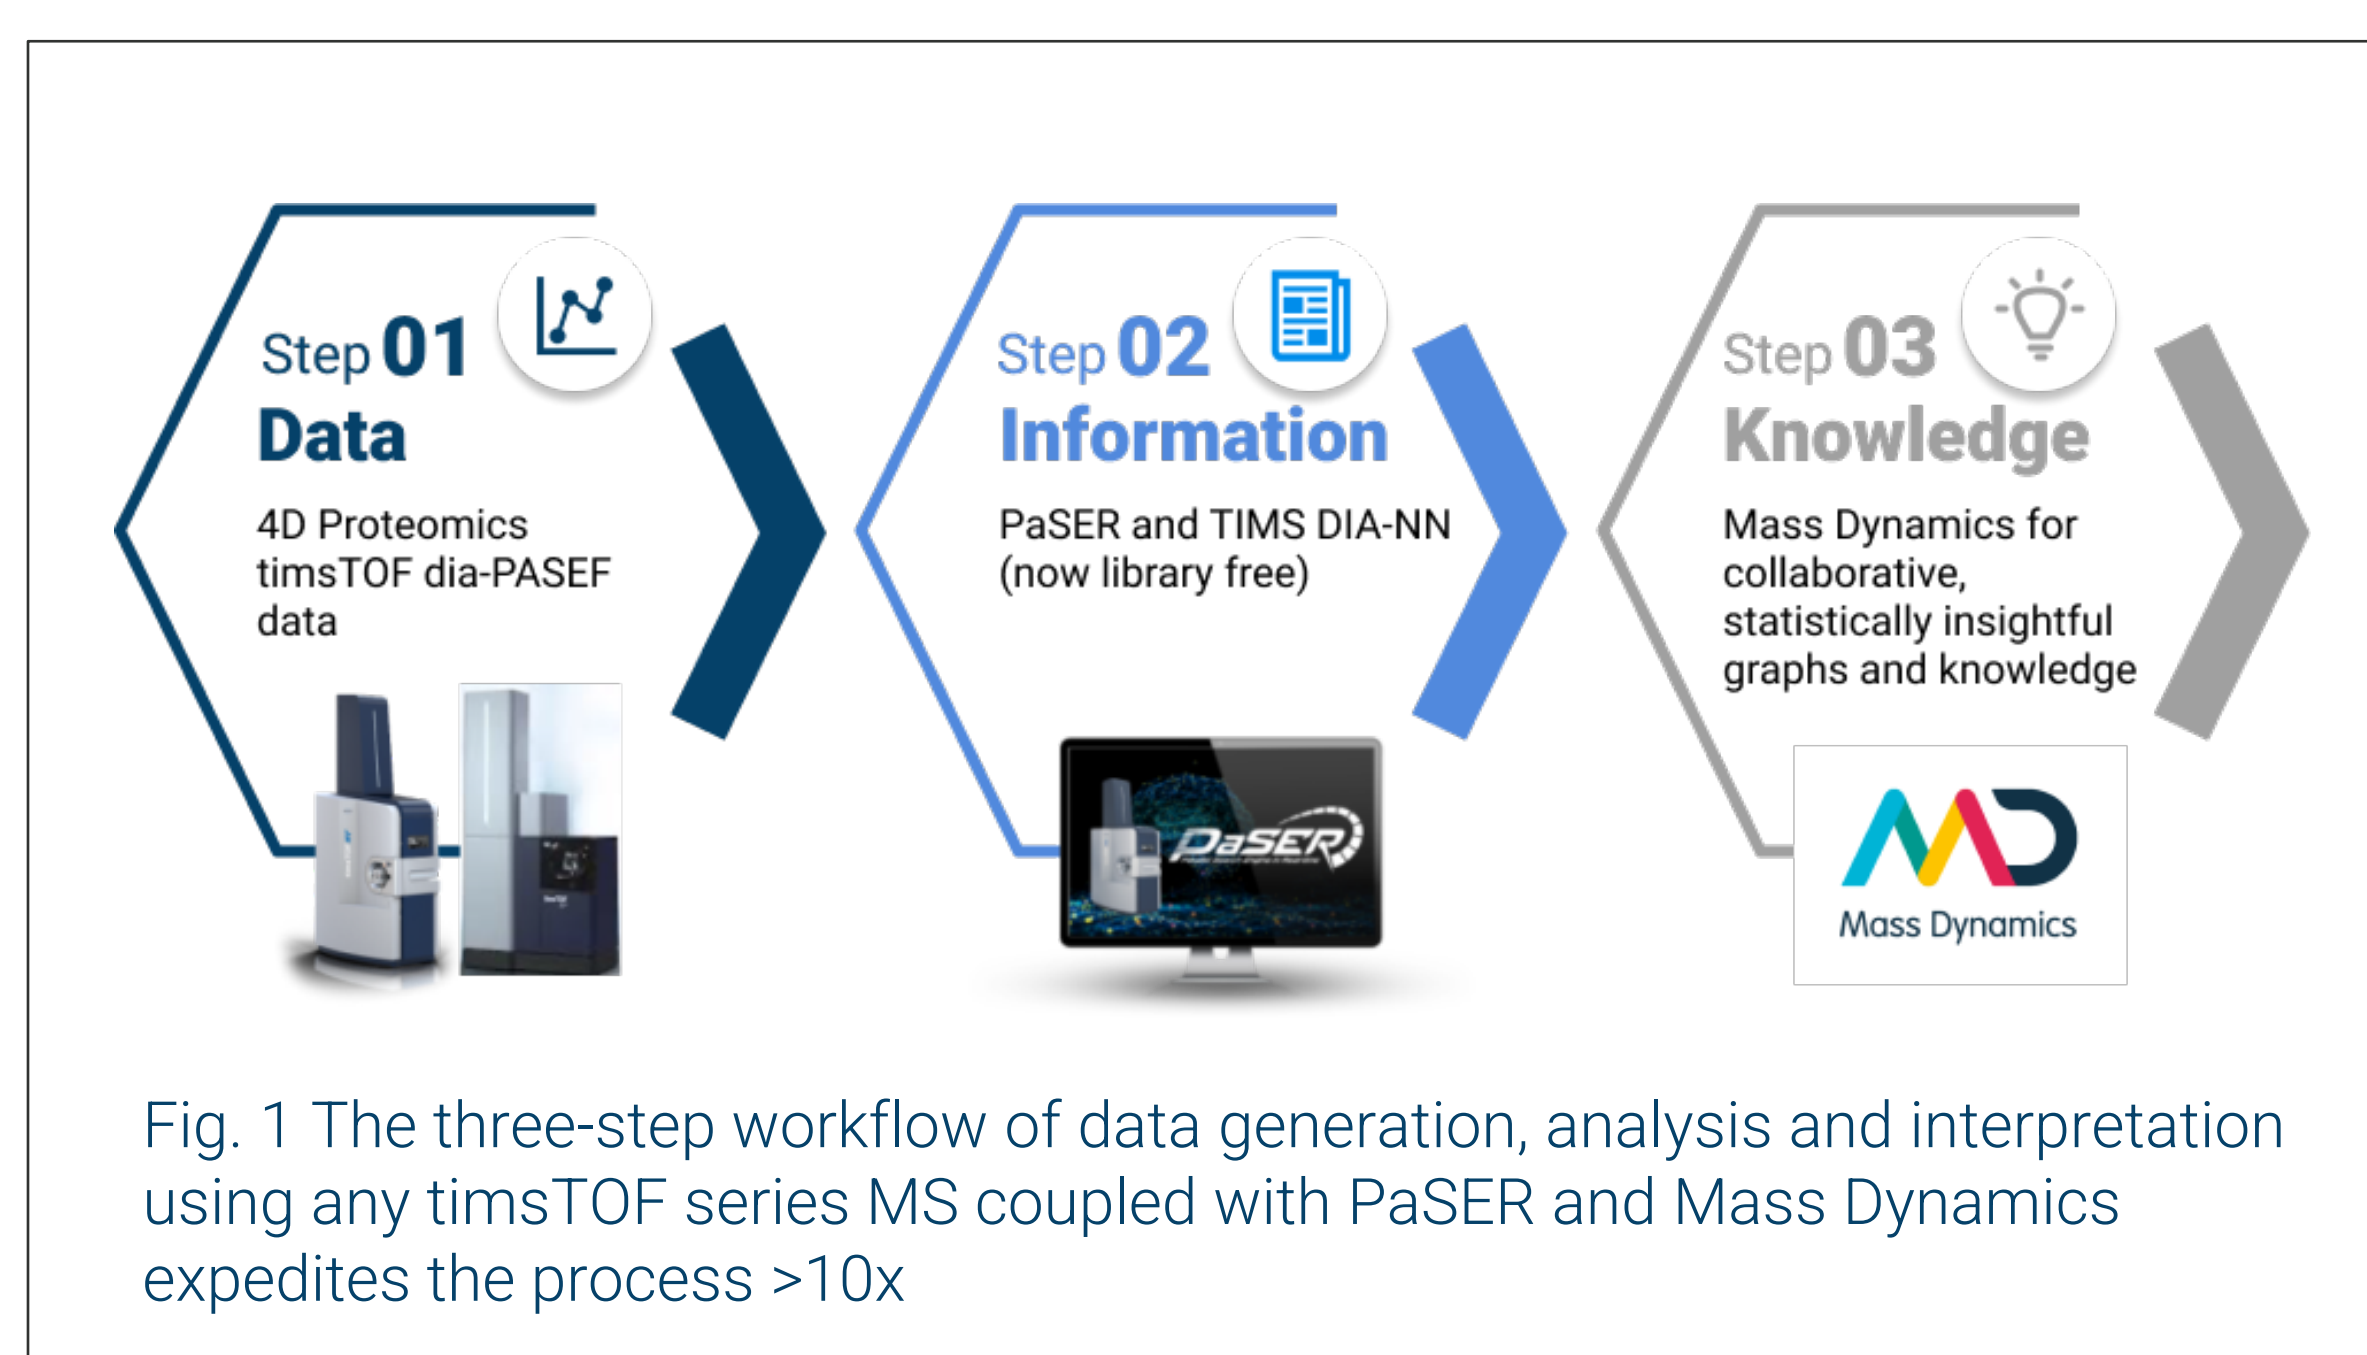 Step 01
Data
4D Proteomics
timsTOF dia-PASEF
data
Step 02
Information
PaSER and TIMS DIA-NN
(now library free)
PaSER
Step 03
Knowledge
Mass Dynamics for
collaborative,
statistically insightful
graphs and knowledge
MD
Mass Dynamics
Fig. 1 The three-step workflow of data generation, analysis and interpretation
using any timsTOF series MS coupled with PaSER and Mass Dynamics
expedites the process >10x